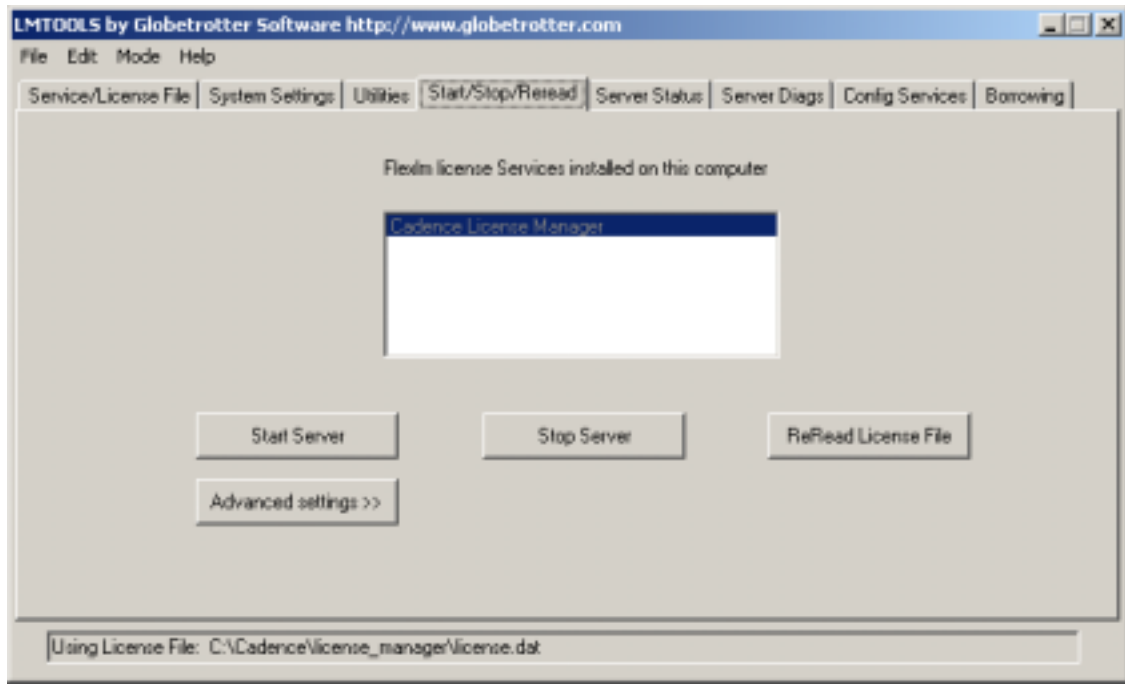 LMTOOLS by Globetrotter Software http://www.globetrotter.com
File Edit Mode Help
Service/License File System Settings Utilities Start/Stop/Reread Server Status Server Diags Config Services Borrowing
Flexlm license Services installed on this computer
Cadence License Manager
Start Server Stop Server ReRead License File
Advanced settings >>
Using License File: C:\Cadence\license_manager\license.dat